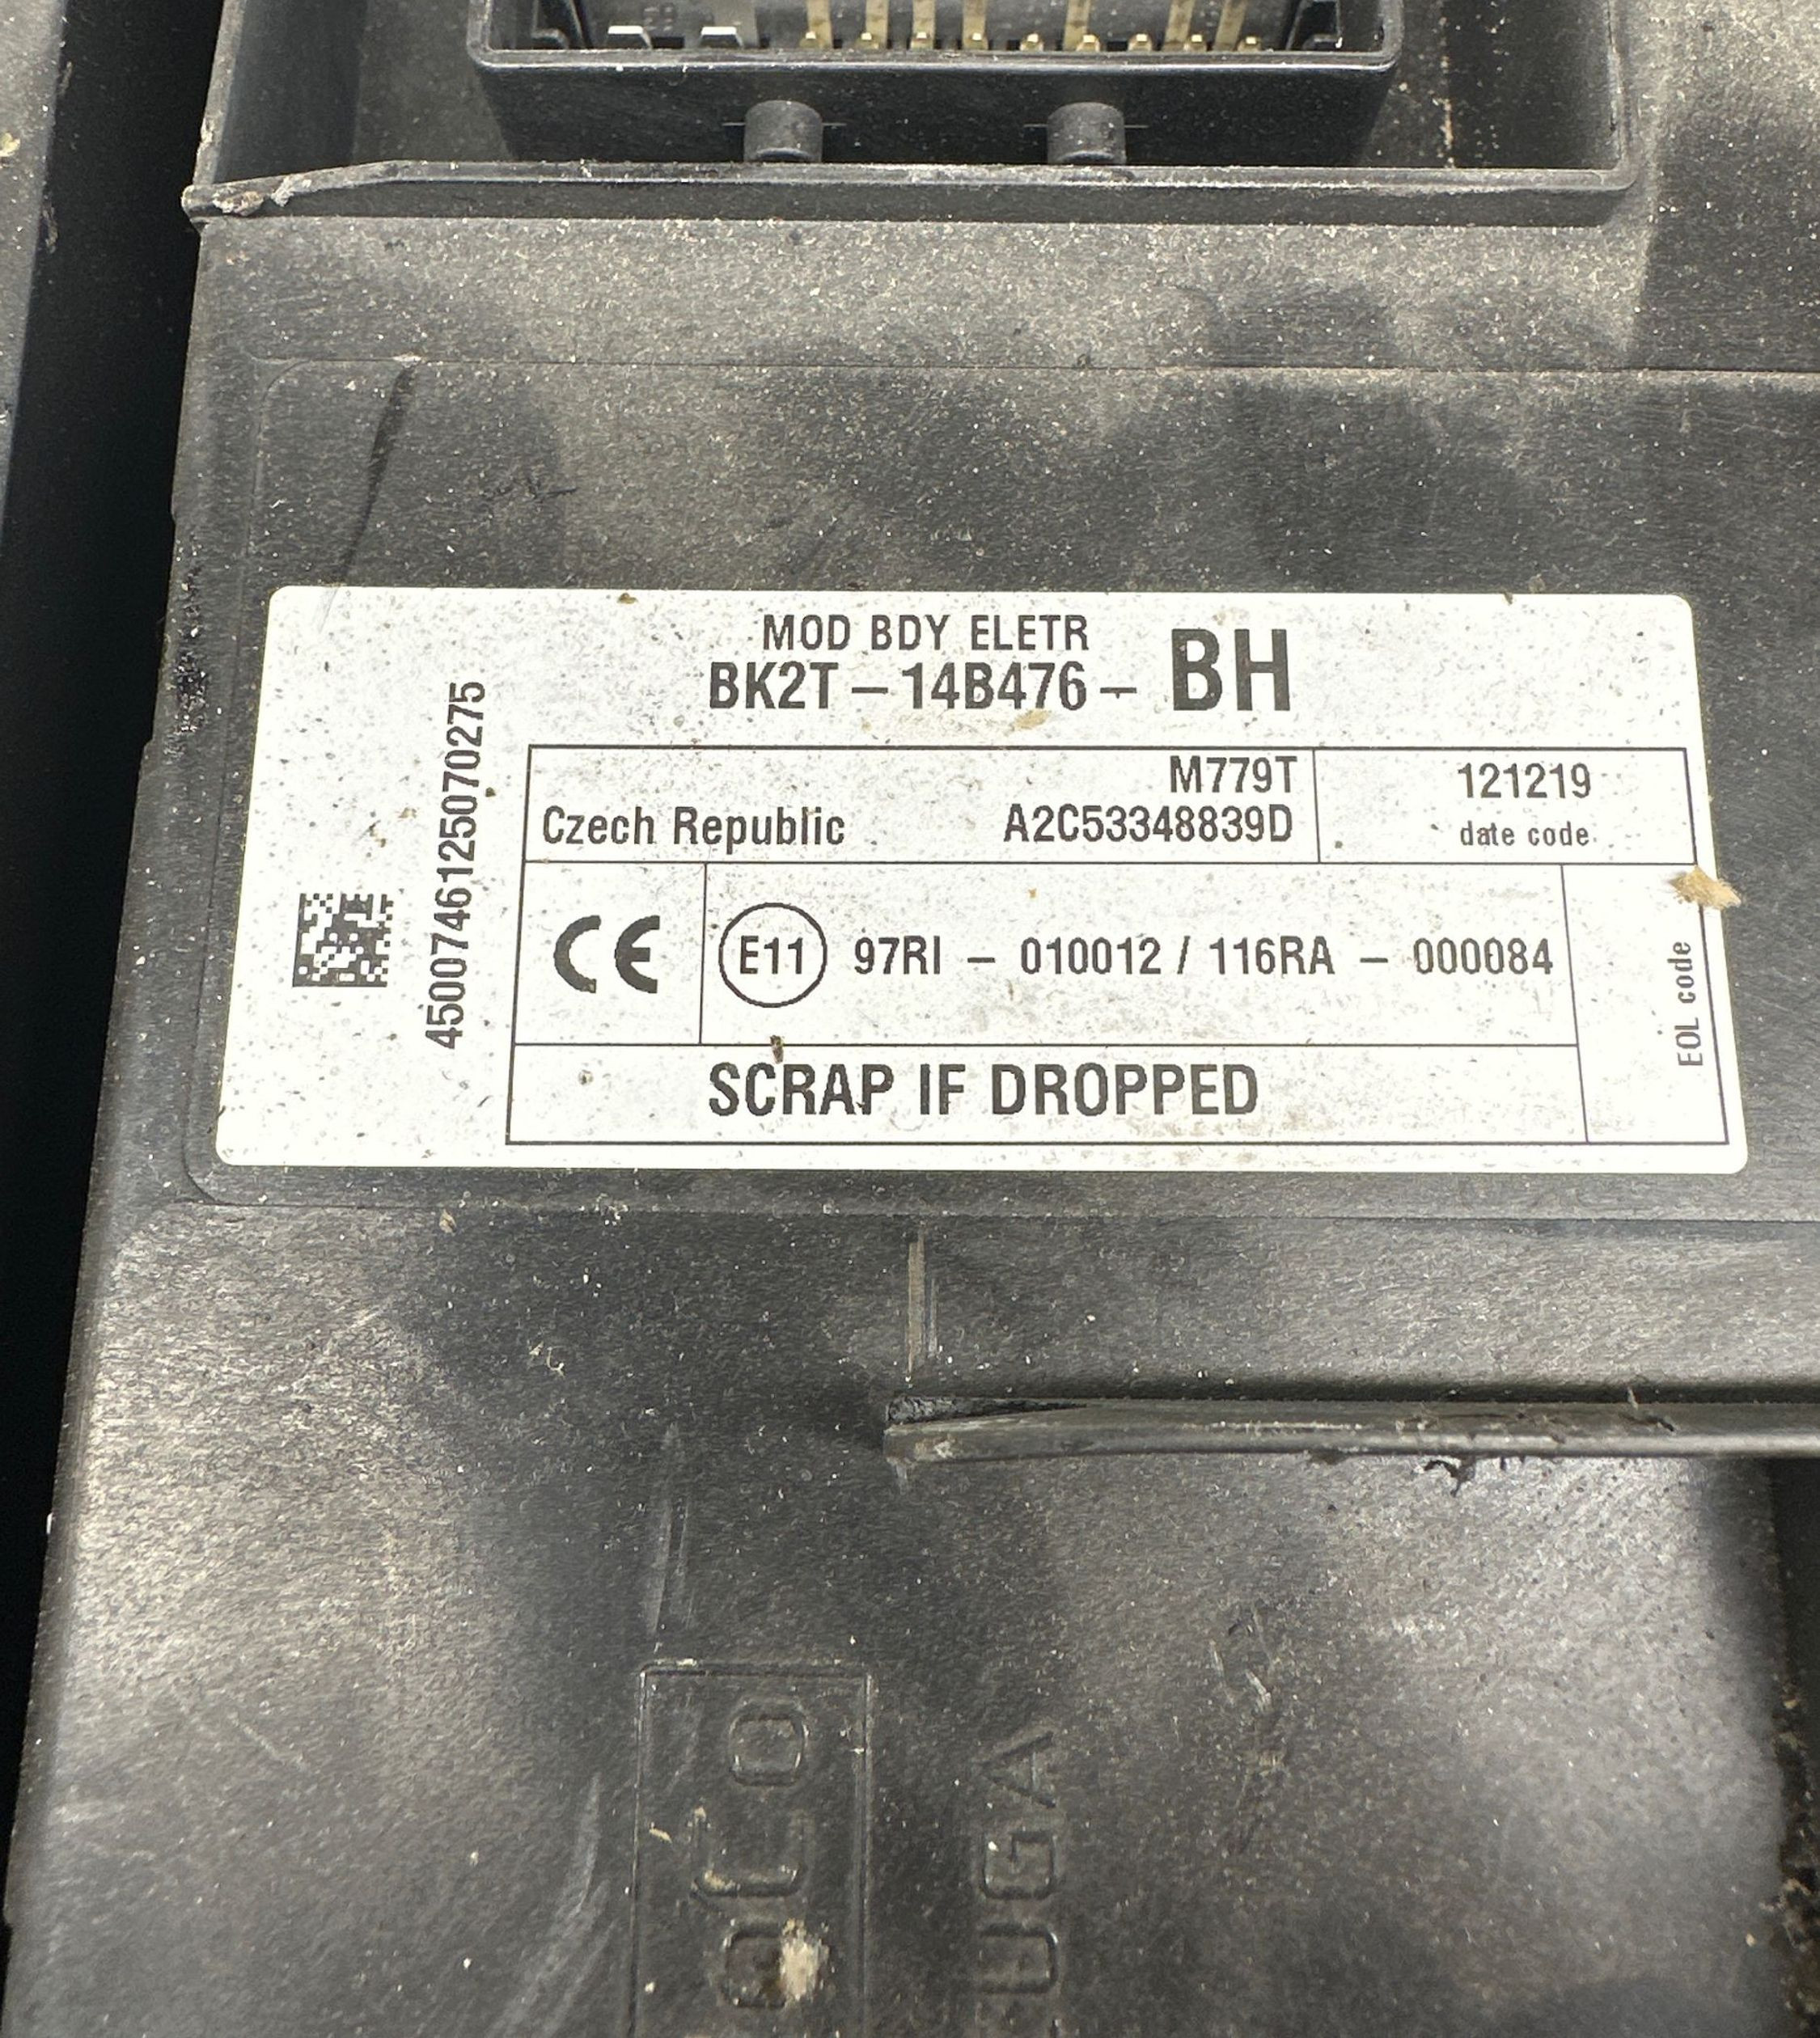 MOD BDY ELETR
BK2T - 14B476 - BH
4500746125070275
M779T
Czech Republic A2C53348839D
121219
date code
CE
E11 97RI - 010012 / 116RA - 000084
EOL code
SCRAP IF DROPPED